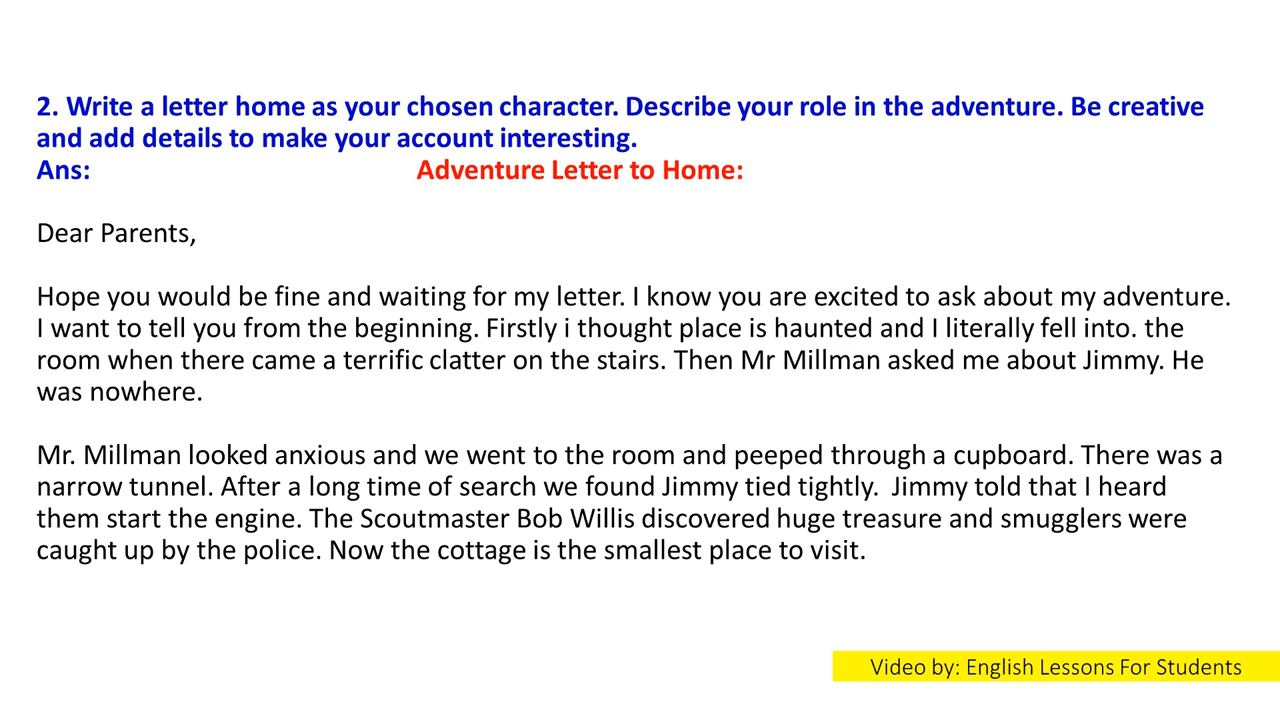 2. Write a letter home as your chosen character. Describe your role in the adventure. Be creative
and add details to make your account interesting.
Ans: Adventure Letter to Home:
Dear Parents,
Hope you would be fine and waiting for my letter. I know you are excited to ask about my adventure.
I want to tell you from the beginning. Firstly i thought place is haunted and I literally fell into. the
room when there came a terrific clatter on the stairs. Then Mr Millman asked me about Jimmy. He
was nowhere.
Mr. Millman looked anxious and we went to the room and peeped through a cupboard. There was a
narrow tunnel. After a long time of search we found Jimmy tied tightly.  Jimmy told that I heard
them start the engine. The Scoutmaster Bob Willis discovered huge treasure and smugglers were
caught up by the police. Now the cottage is the smallest place to visit.
Video by: English Lessons For Students